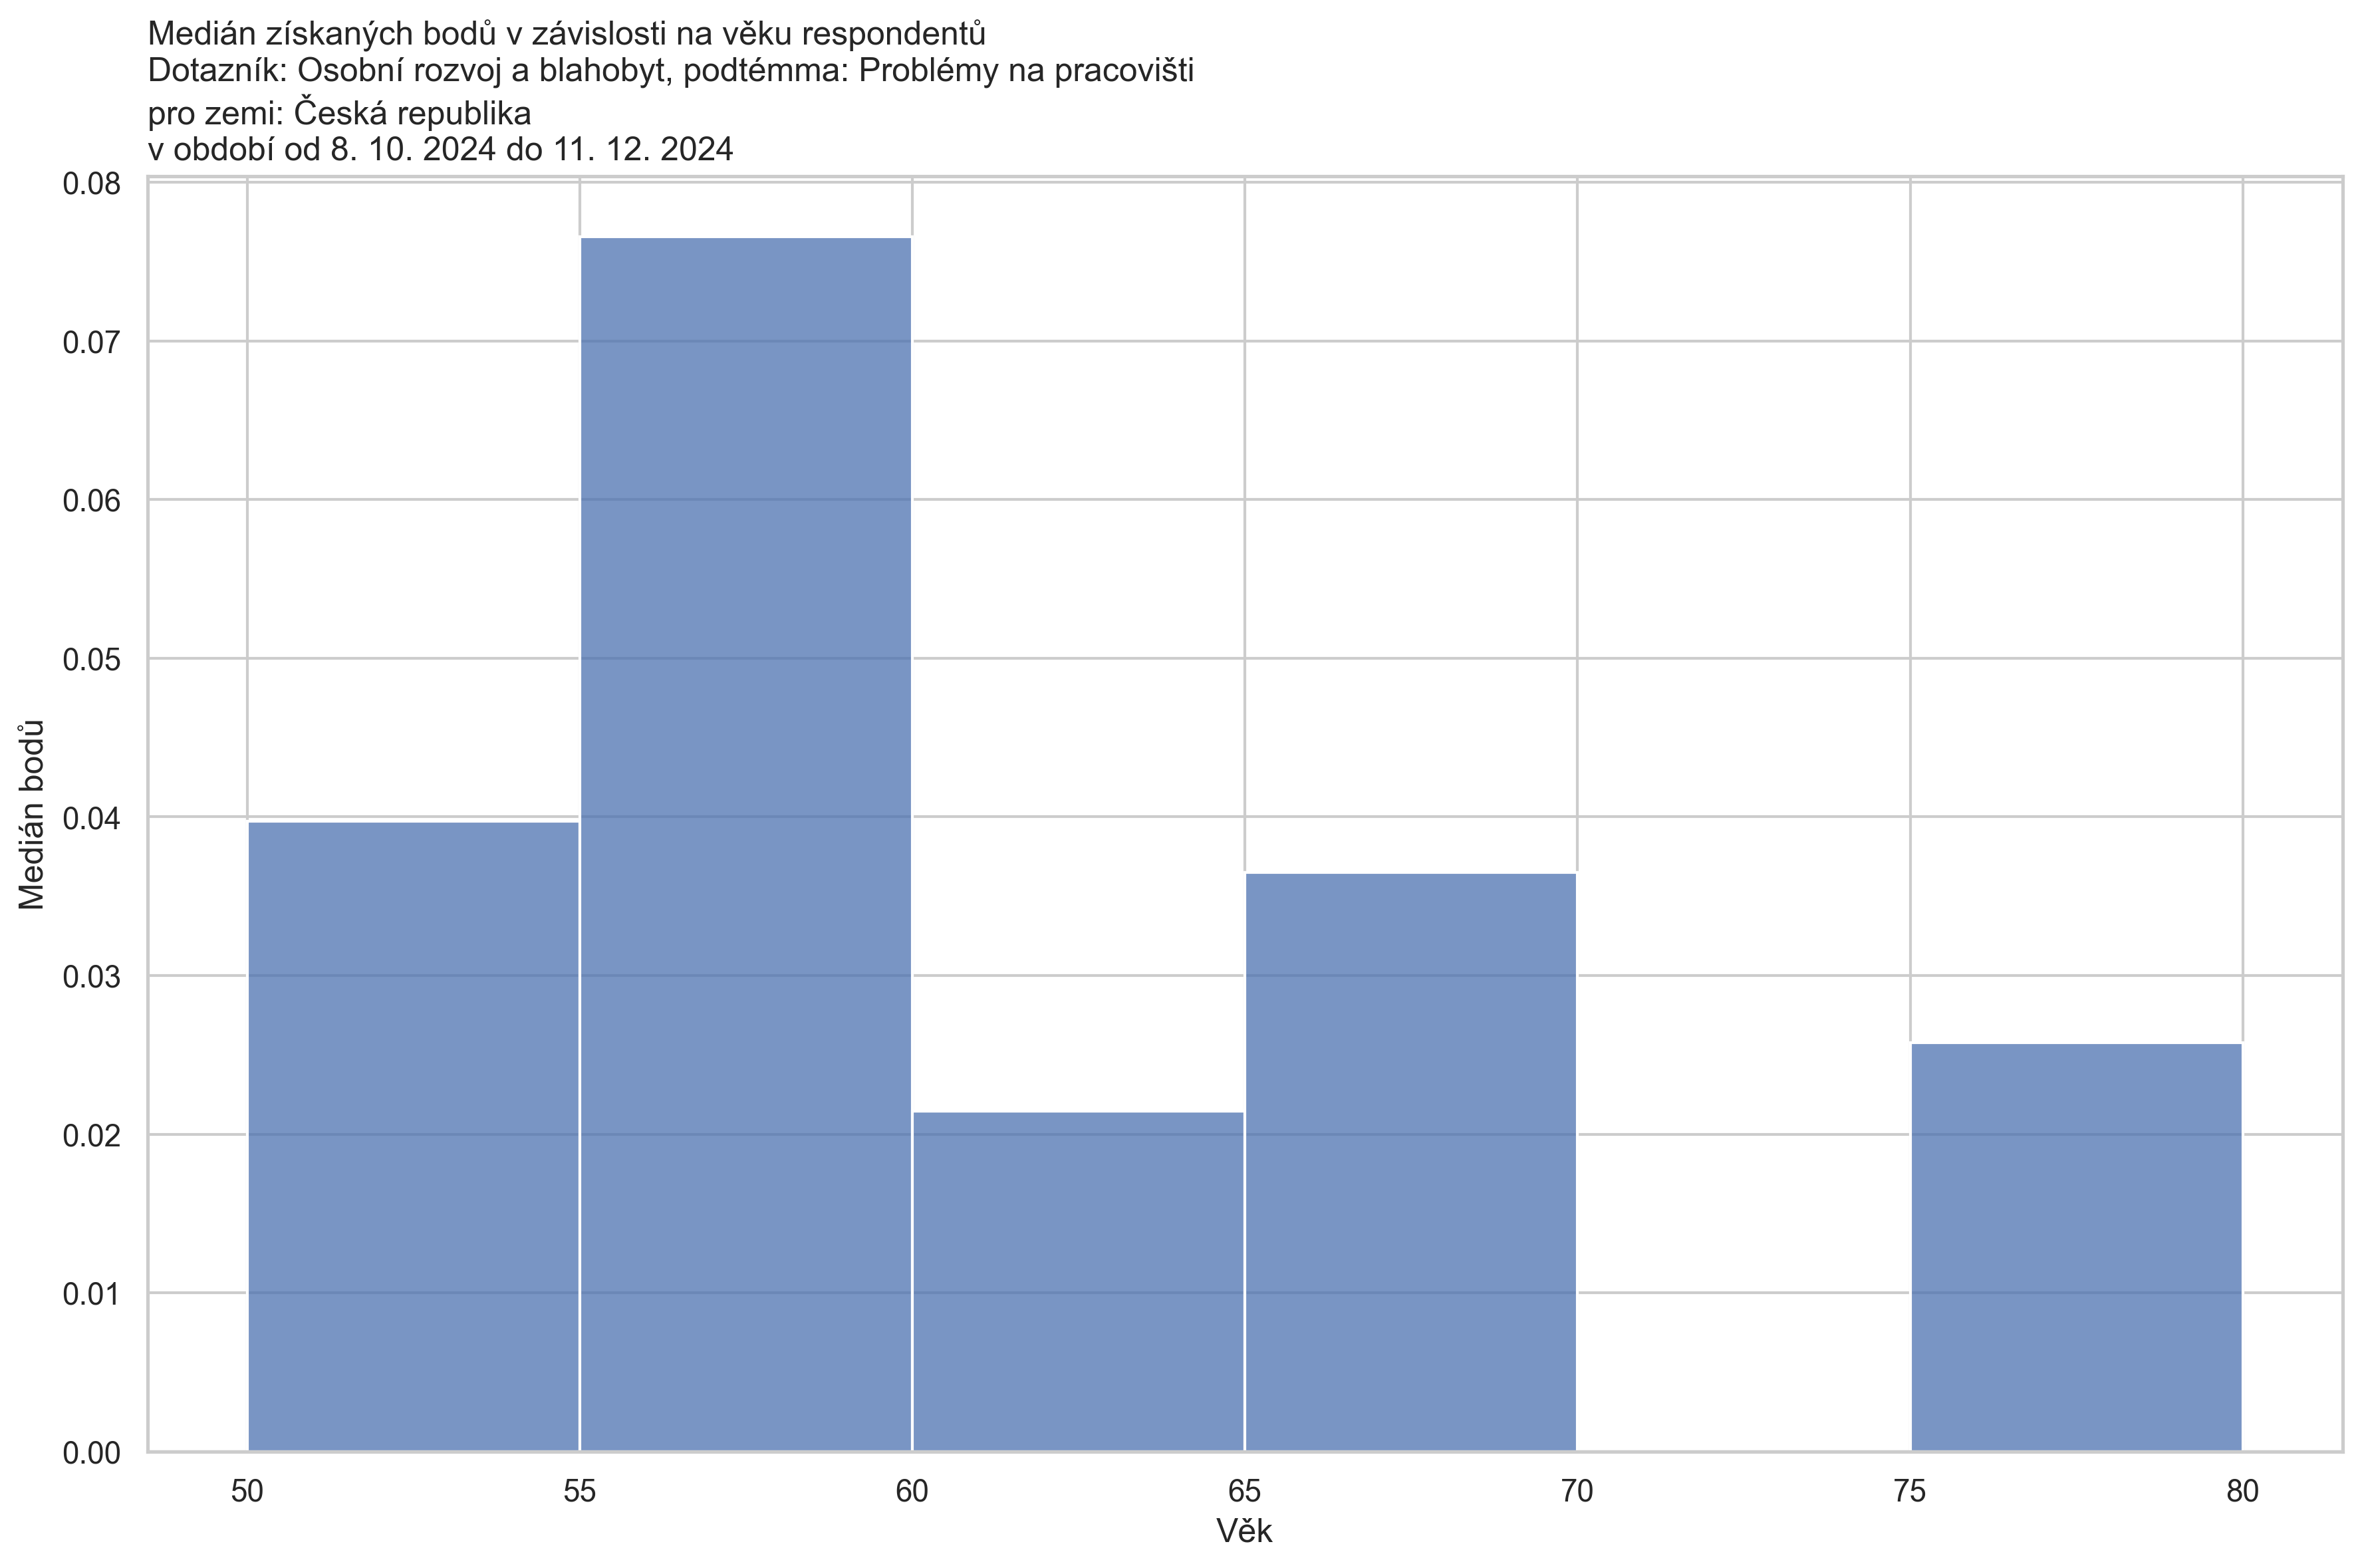 Medián získaných bodů v závislosti na věku respondentů
Dotazník: Osobní rozvoj a blahobyt, podtémma: Problémy na pracovišti
pro zemi: Česká republika
v období od 8. 10. 2024 do 11. 12. 2024
0.08
0.07
0.06
0.05
0.04
0.03
0.02
0.01
0.00
Medián bodů
50 55 60 65 70 75 80
Věk